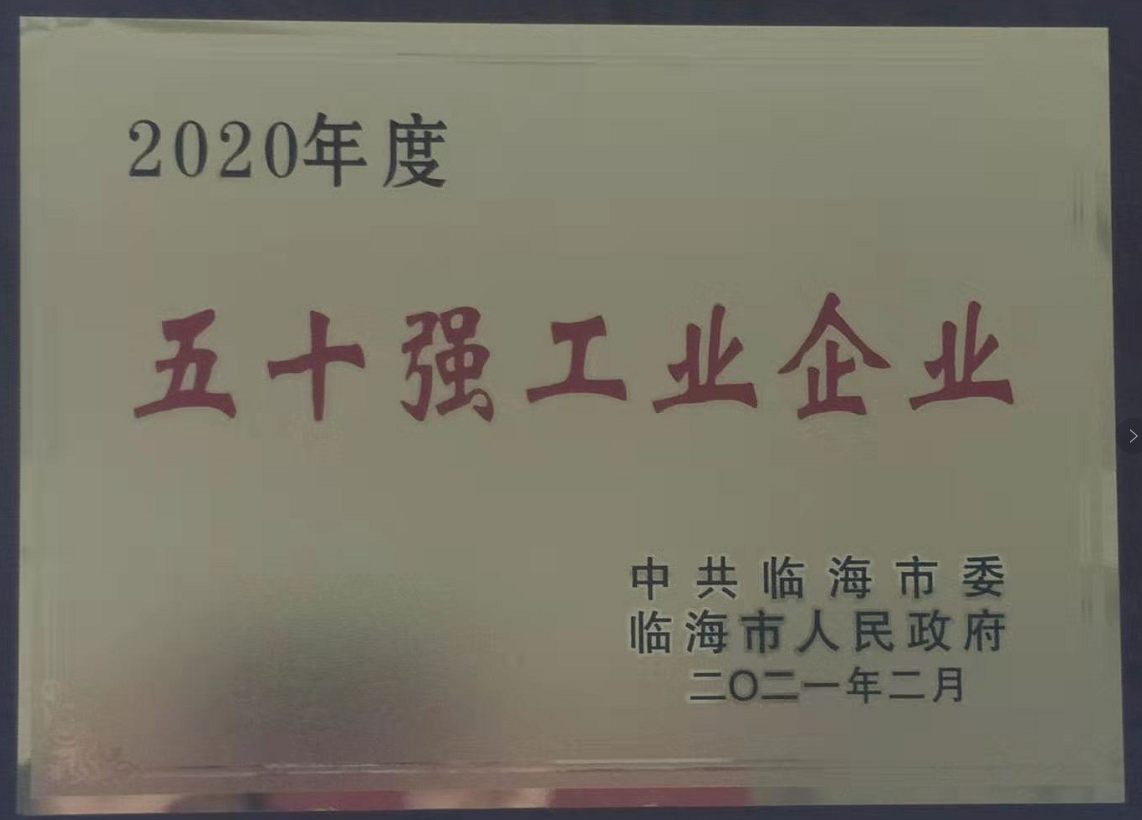 2020年度
五十强工业企业
中共临海市委
临海市人民政府
二〇二一年二月